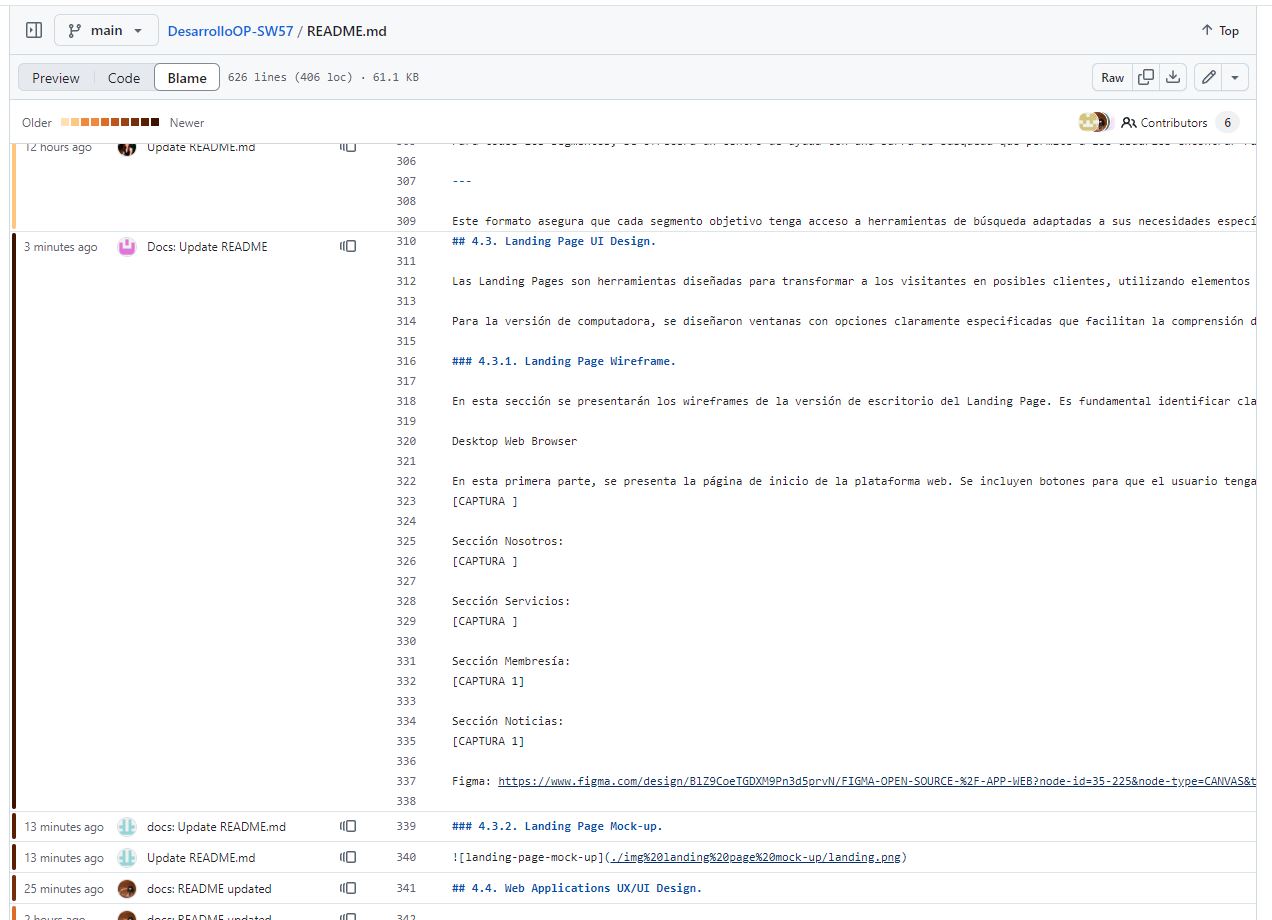 main
DesarrolloOP-SW57 / README.md
Top
Preview Code Blame 626 lines (406 loc) · 61.1 KB
Raw
Older Newer
Contributors 6
12 hours ago Update README.md
306
307 ---
308
309 Este formato asegura que cada segmento objetivo tenga acceso a herramientas de búsqueda adaptadas a sus necesidades especí
3 minutes ago Docs: Update README 310 ## 4.3. Landing Page UI Design.
311
312 Las Landing Pages son herramientas diseñadas para transformar a los visitantes en posibles clientes, utilizando elementos
313
314 Para la versión de computadora, se diseñaron ventanas con opciones claramente especificadas que facilitan la comprensión d
315
316 ### 4.3.1. Landing Page Wireframe.
317
318 En esta sección se presentarán los wireframes de la versión de escritorio del Landing Page. Es fundamental identificar cla
319
320 Desktop Web Browser
321
322 En esta primera parte, se presenta la página de inicio de la plataforma web. Se incluyen botones para que el usuario tenga
323 [CAPTURA ]
324
325 Sección Nosotros:
326 [CAPTURA ]
327
328 Sección Servicios:
329 [CAPTURA ]
330
331 Sección Membresía:
332 [CAPTURA 1]
333
334 Sección Noticias:
335 [CAPTURA 1]
336
337 Figma: https://www.figma.com/design/BlZ9CoeTGDXM9Pn3d5prvN/FIGMA-OPEN-SOURCE-%2F-APP-WEB?node-id=35-225&node-type=CANVAS&t
338
13 minutes ago docs: Update README.md 339 ### 4.3.2. Landing Page Mock-up.
13 minutes ago Update README.md 340 ![landing-page-mock-up](./img%20landing%20page%20mock-up/landing.png)
25 minutes ago docs: README updated 341 ## 4.4. Web Applications UX/UI Design.
2 hours ago docs: README updated 342